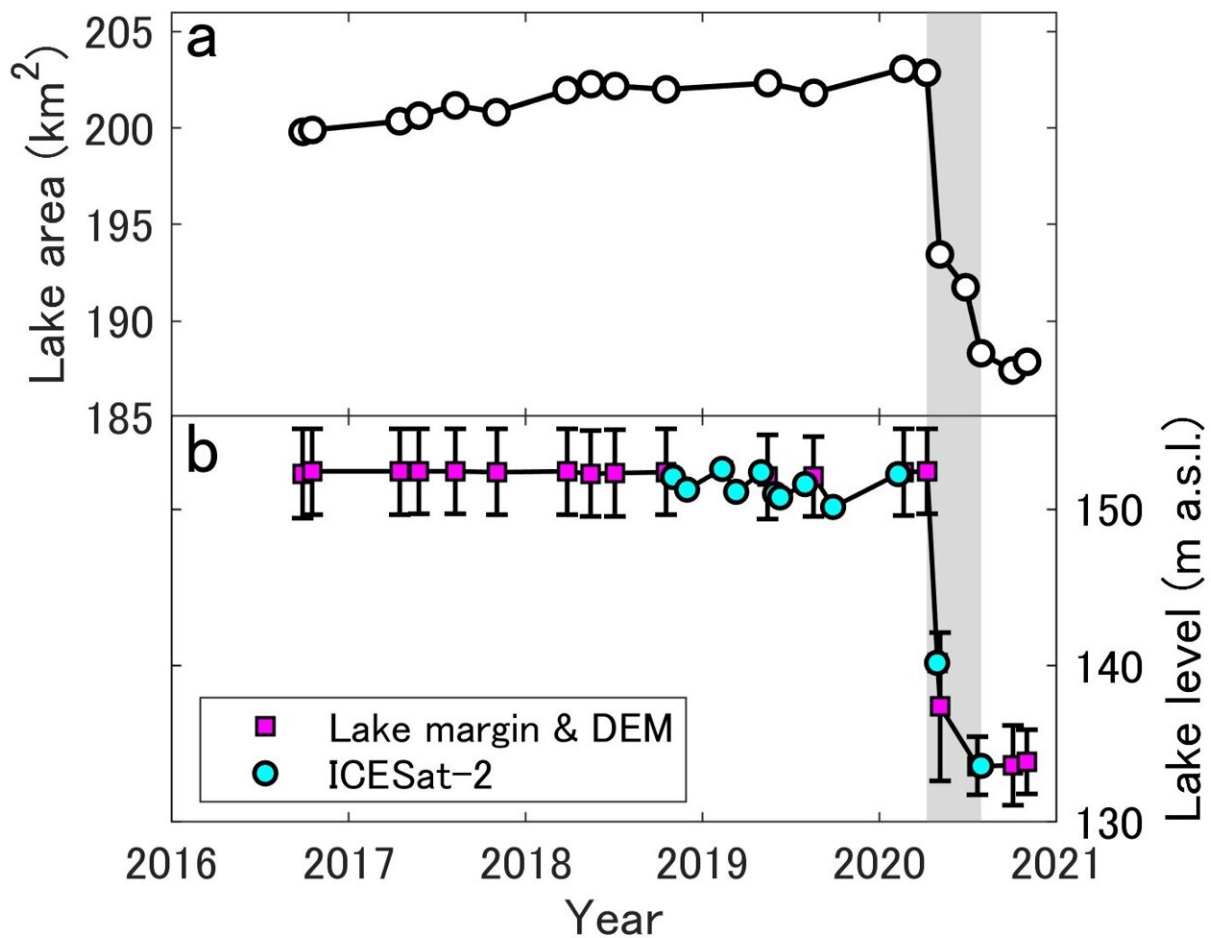 a
Lake area (km²)
205
200
195
190
185
b
Lake level (m a.s.l.)
150
140
130
Lake margin & DEM
ICESat-2
2016 2017 2018 2019 2020 2021
Year